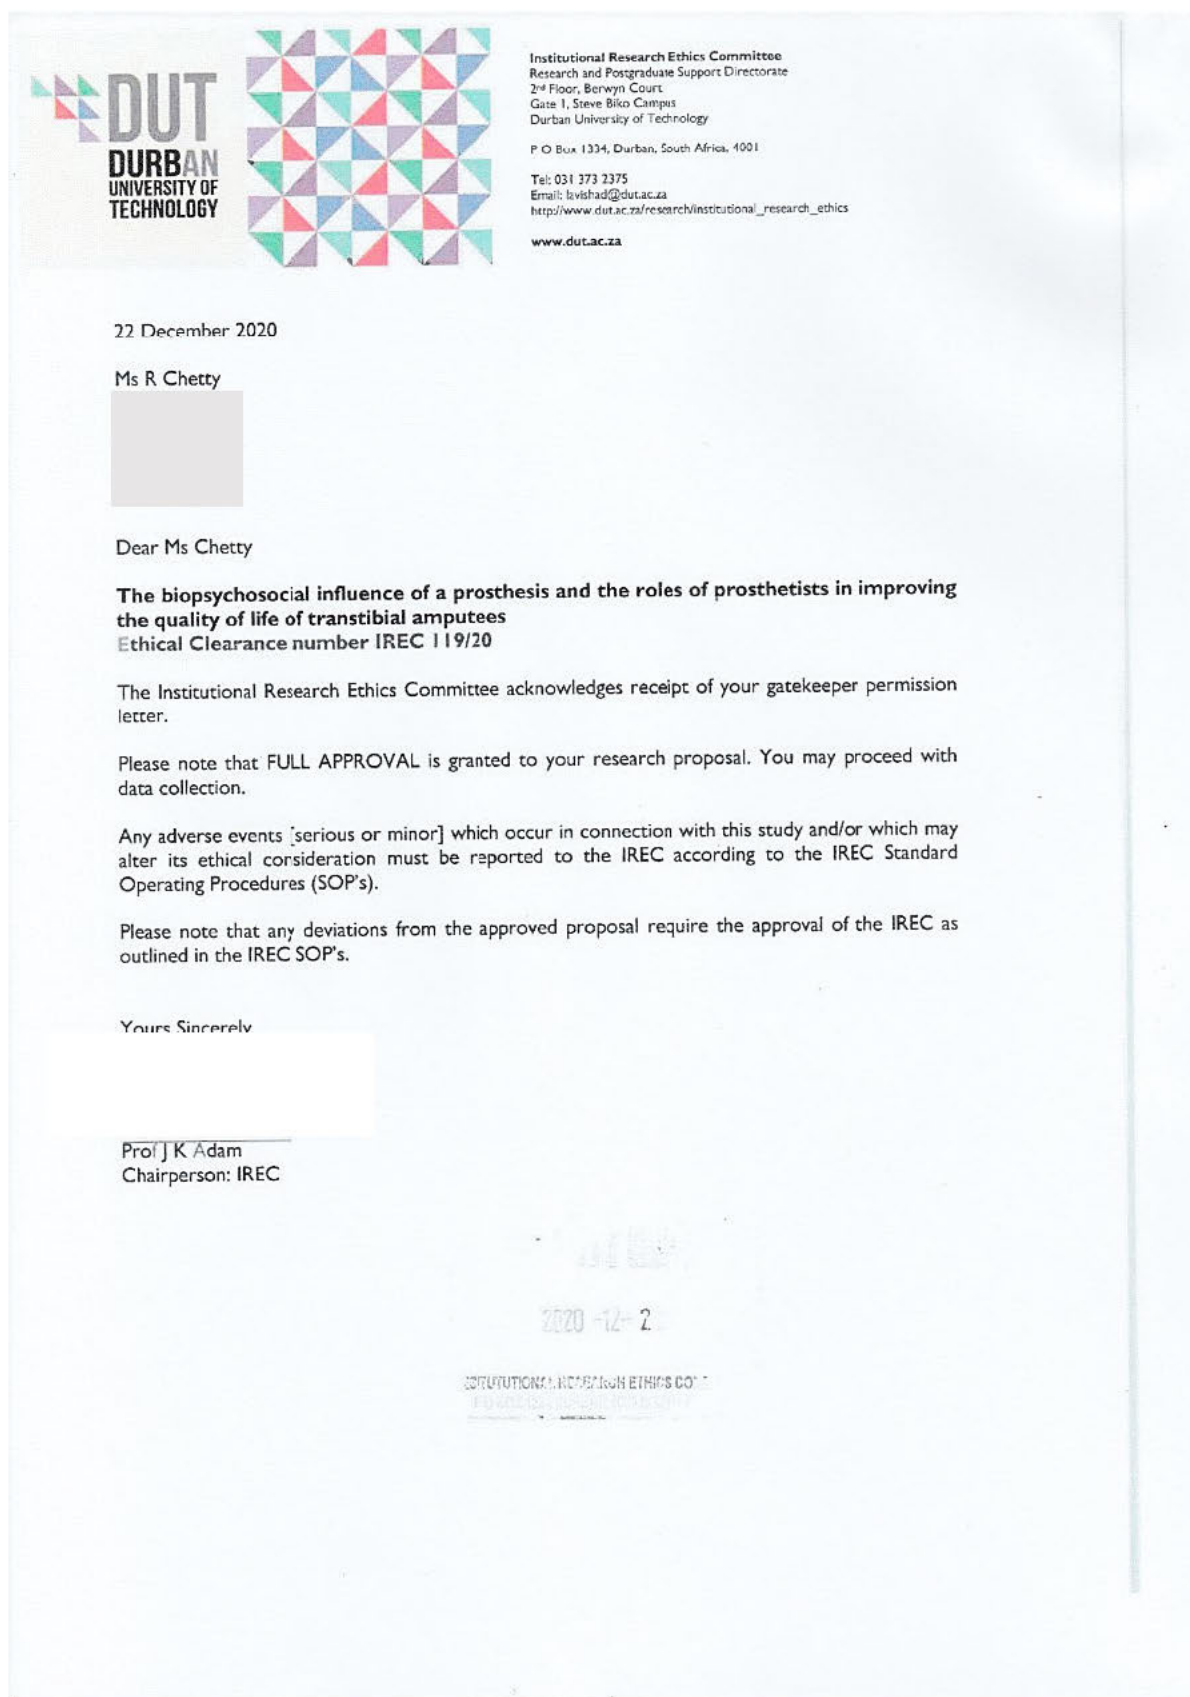 DUT
DURBAN
UNIVERSITY OF
TECHNOLOGY
Institutional Research Ethics Committee
Research and Postgraduate Support Directorate
2nd Floor, Berwyn Court
Gate 1, Steve Biko Campus
Durban University of Technology
P O Box 1334, Durban, South Africa, 4001
Tel: 031 373 2375
Email: lavishad@dut.ac.za
http://www.dut.ac.za/research/institutional_research_ethics
www.dut.ac.za
22 December 2020
Ms R Chetty
Dear Ms Chetty
The biopsychosocial influence of a prosthesis and the roles of prosthetists in improving
the quality of life of transtibial amputees
Ethical Clearance number IREC 119/20
The Institutional Research Ethics Committee acknowledges receipt of your gatekeeper permission
letter.
Please note that FULL APPROVAL is granted to your research proposal. You may proceed with
data collection.
Any adverse events [serious or minor] which occur in connection with this study and/or which may
alter its ethical consideration must be reported to the IREC according to the IREC Standard
Operating Procedures (SOP's).
Please note that any deviations from the approved proposal require the approval of the IREC as
outlined in the IREC SOP's.
Yours Sincerely
Prof J K Adam
Chairperson: IREC
2020 -12- 2
ETHICS